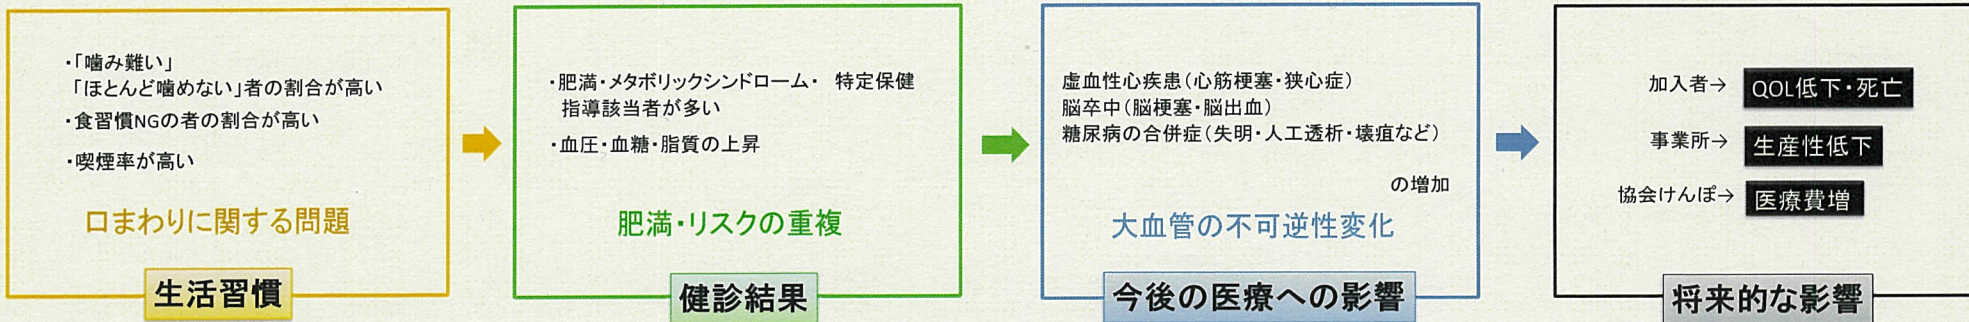 ・「噛み難い」
「ほとんど噛めない」者の割合が高い
・食習慣NGの者の割合が高い
・喫煙率が高い
口まわりに関する問題
生活習慣
・肥満・メタボリックシンドローム・ 特定保健
指導該当者が多い
・血圧・血糖・脂質の上昇
肥満・リスクの重複
健診結果
虚血性心疾患(心筋梗塞・狭心症)
脳卒中(脳梗塞・脳出血)
糖尿病の合併症(失明・人工透析・壊疽など)
の増加
大血管の不可逆性変化
今後の医療への影響
加入者→ QOL低下・死亡
事業所→ 生産性低下
協会けんぽ→ 医療費増
将来的な影響